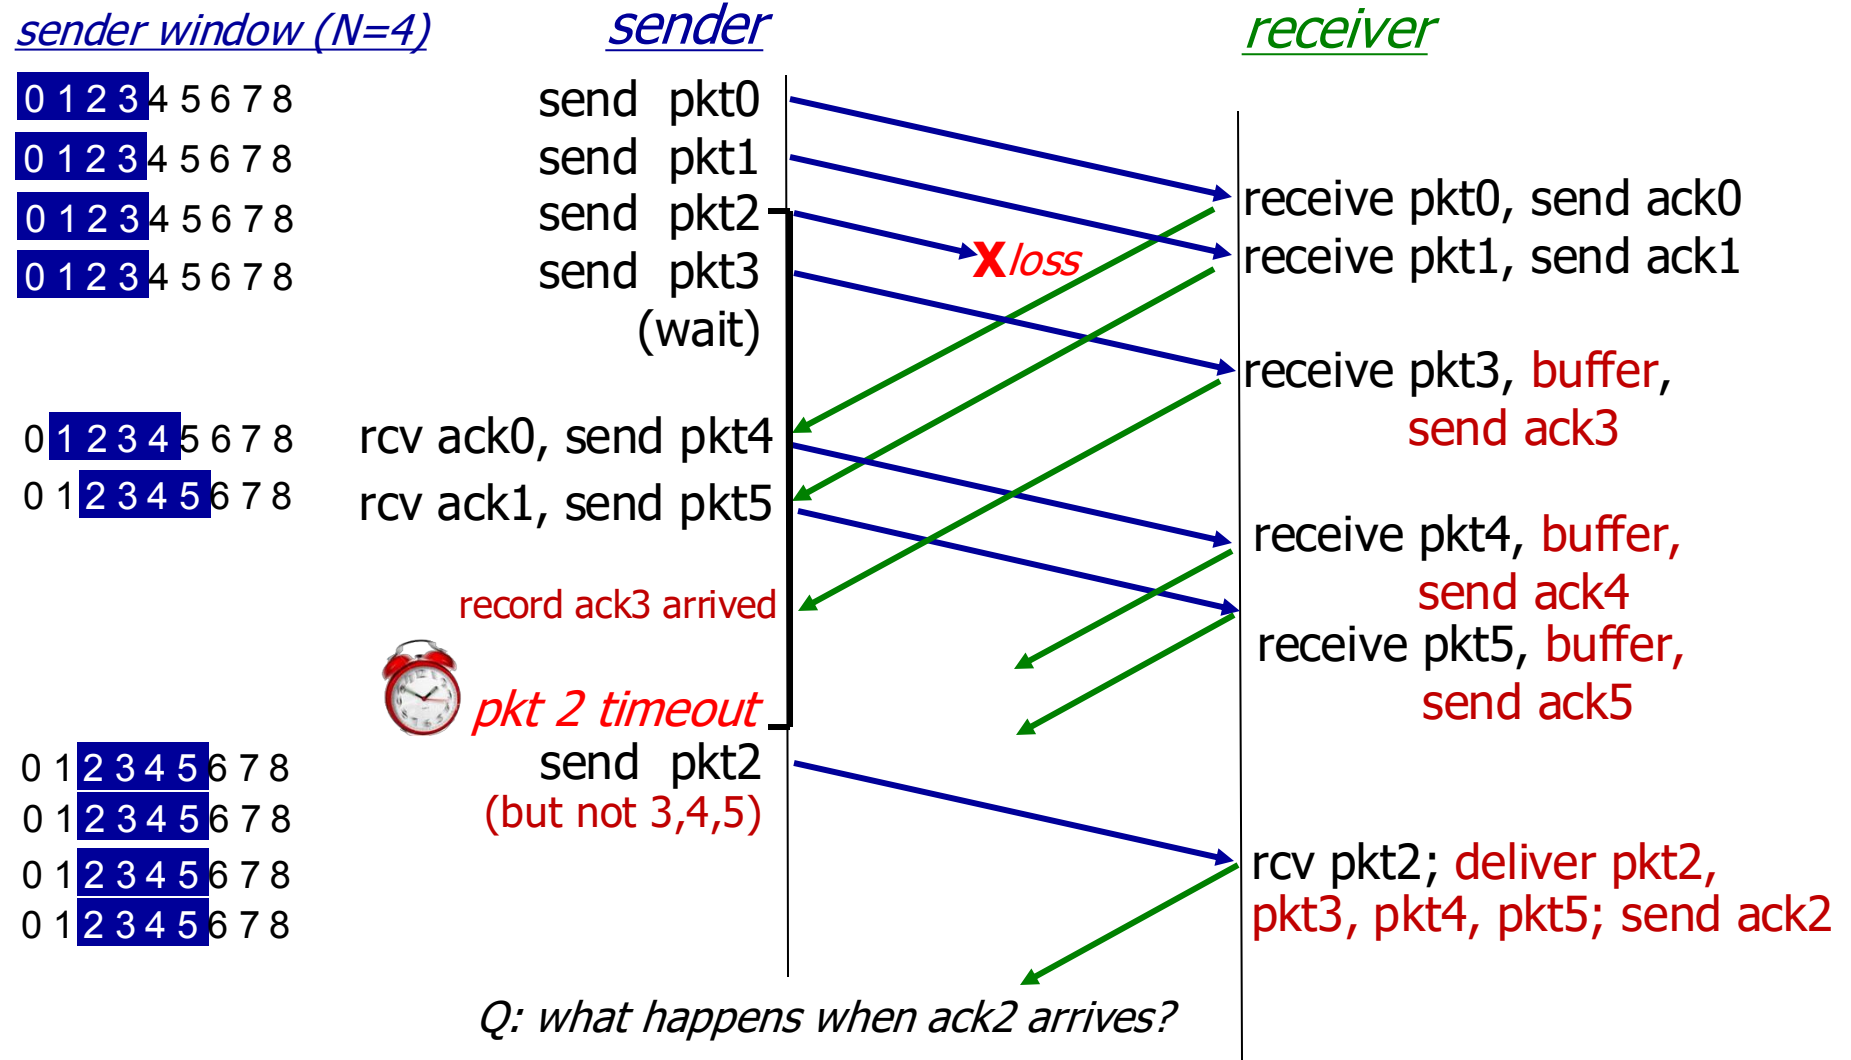 sender window (N=4)
sender
receiver
0 1 2 3 4 5 6 7 8
send pkt0
0 1 2 3 4 5 6 7 8
send pkt1
receive pkt0, send ack0
0 1 2 3 4 5 6 7 8
send pkt2
X loss
receive pkt1, send ack1
0 1 2 3 4 5 6 7 8
send pkt3
(wait)
receive pkt3, buffer,
send ack3
0 1 2 3 4 5 6 7 8
rcv ack0, send pkt4
0 1 2 3 4 5 6 7 8
rcv ack1, send pkt5
receive pkt4, buffer,
send ack4
record ack3 arrived
receive pkt5, buffer,
send ack5
pkt 2 timeout
0 1 2 3 4 5 6 7 8
send pkt2
0 1 2 3 4 5 6 7 8
(but not 3,4,5)
0 1 2 3 4 5 6 7 8
rcv pkt2; deliver pkt2,
0 1 2 3 4 5 6 7 8
pkt3, pkt4, pkt5; send ack2
Q: what happens when ack2 arrives?